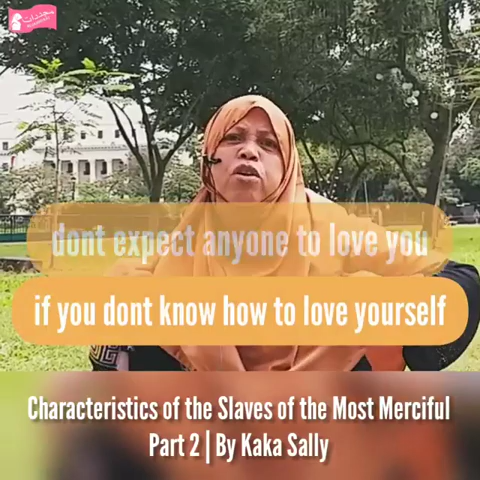 مجددات
dont expect anyone to love you
if you dont know how to love yourself
Characteristics of the Slaves of the Most Merciful
Part 2 | By Kaka Sally